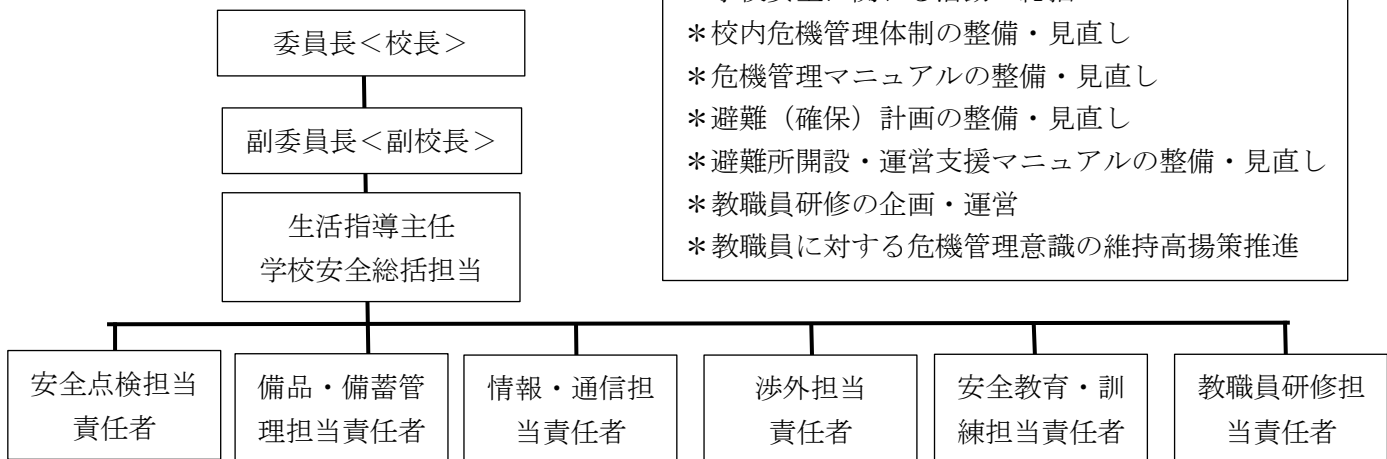 委員長＜校長＞
副委員長＜副校長＞
生活指導主任
学校安全総括担当
＊校内危機管理体制の整備・見直し
＊危機管理マニュアルの整備・見直し
＊避難（確保）計画の整備・見直し
＊避難所開設・運営支援マニュアルの整備・見直し
＊教職員研修の企画・運営
＊教職員に対する危機管理意識の維持高揚策推進
安全点検担当
責任者
備品・備蓄管
理担当責任者
情報・通信担
当責任者
渉外担当
責任者
安全教育・訓
練担当責任者
教職員研修担
当責任者